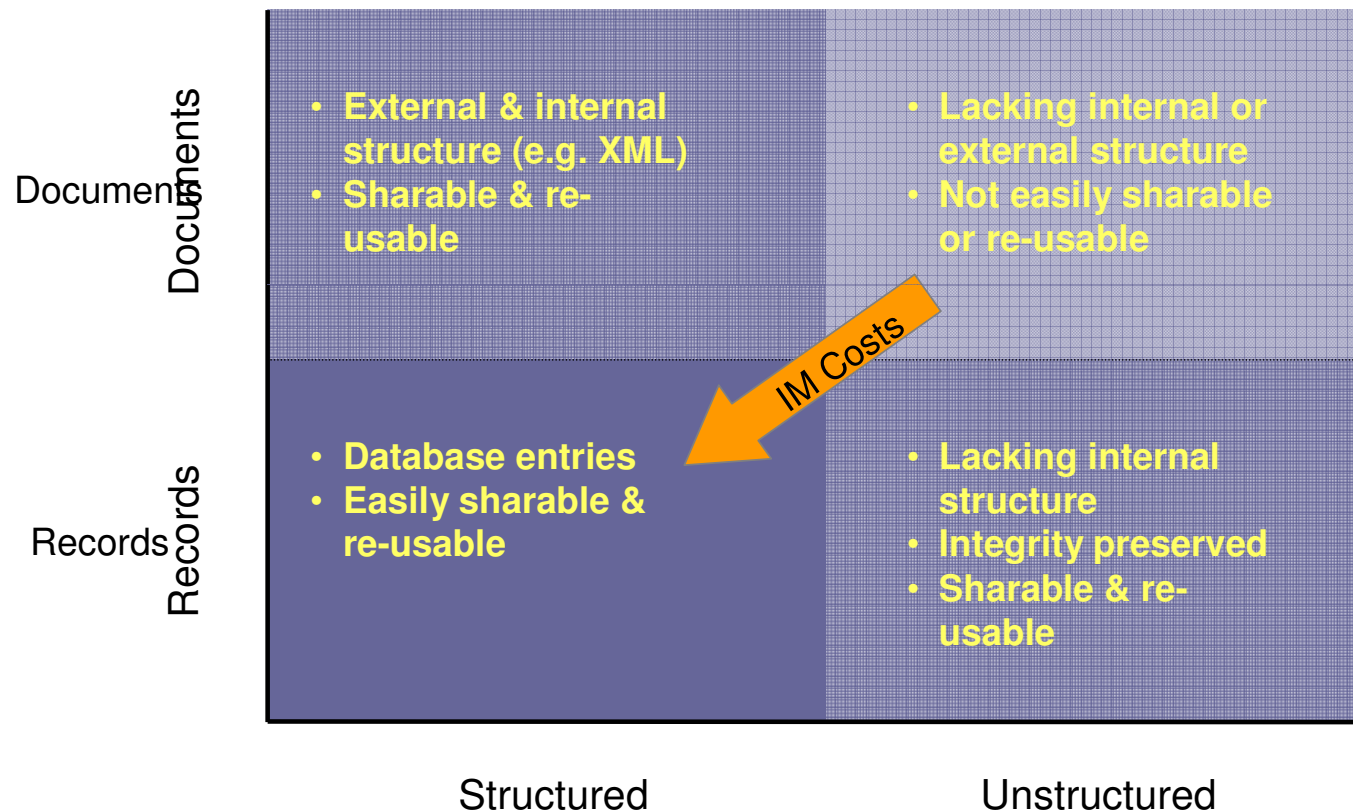 Documents
Documents
• External & internal
structure (e.g. XML)
• Sharable & re-
usable
• Lacking internal or
external structure
• Not easily sharable
or re-usable
IM Costs
Records
Records
• Database entries
• Easily sharable &
re-usable
• Lacking internal
structure
• Integrity preserved
• Sharable & re-
usable
Structured
Unstructured